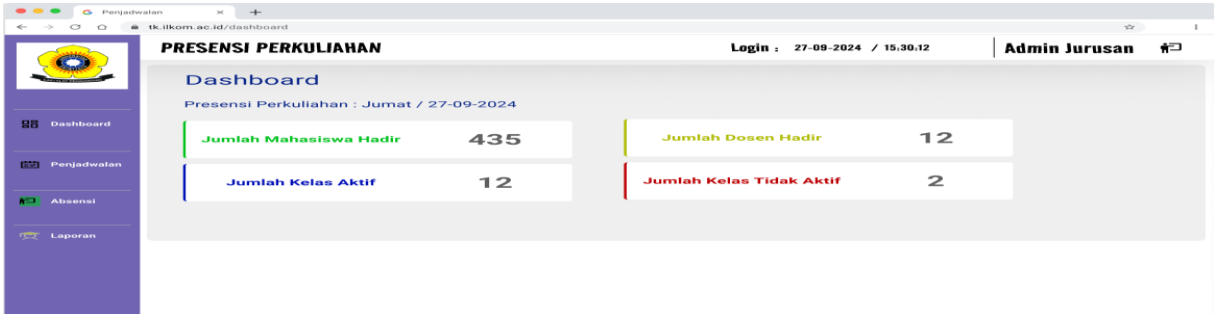 Penjadwalan
tk.ilkom.ac.id/dashboard
PRESENSI PERKULIAHAN
Login : 27-09-2024 / 15:30:12
Admin Jurusan
Dashboard
Penjadwalan
Absensi
Laporan
Dashboard
Presensi Perkuliahan : Jumat / 27-09-2024
Jumlah Mahasiswa Hadir 435
Jumlah Dosen Hadir 12
Jumlah Kelas Aktif 12
Jumlah Kelas Tidak Aktif 2